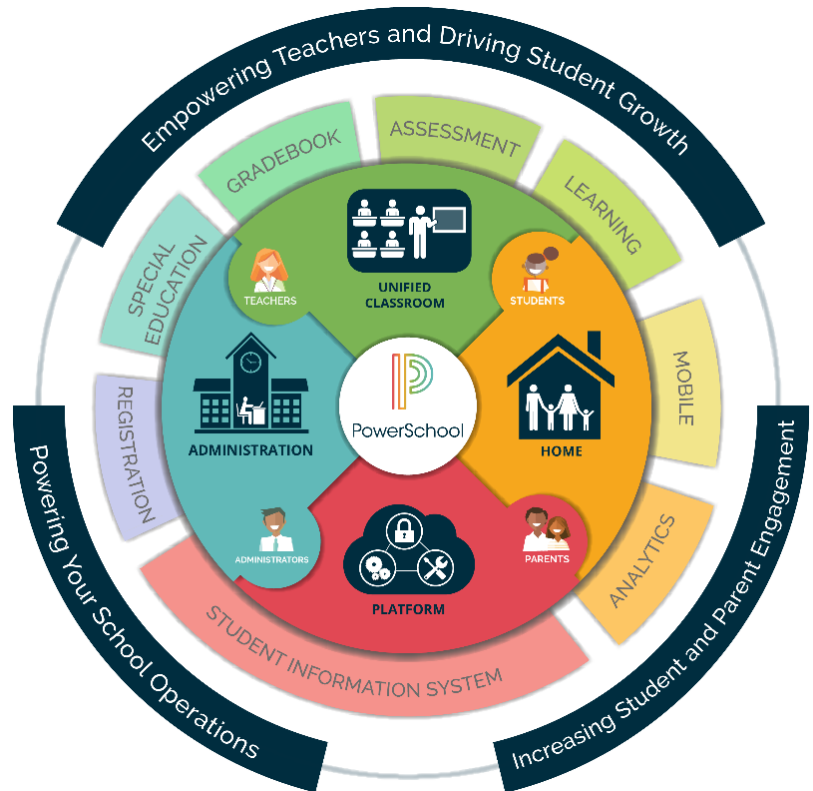 Empowering Teachers and Driving Student Growth
GRADEBOOK
ASSESSMENT
LEARNING
SPECIAL
EDUCATION
MOBILE
REGISTRATION
ANALYTICS
STUDENT INFORMATION SYSTEM
TEACHERS
UNIFIED
CLASSROOM
STUDENTS
PowerSchool
ADMINISTRATION
HOME
ADMINISTRATORS
PLATFORM
PARENTS
Powering Your School Operations
Increasing Student and Parent Engagement